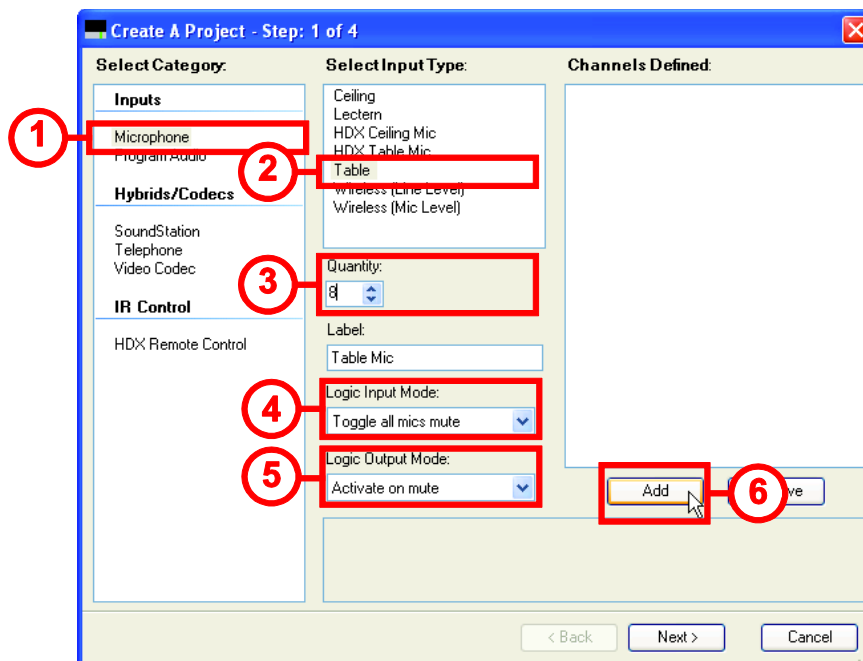 Create A Project - Step: 1 of 4
Select Category:
Inputs
Microphone
Program Audio
Hybrids/Codecs
SoundStation
Telephone
Video Codec
IR Control
HDX Remote Control
Select Input Type:
Ceiling
Lectern
HDX Ceiling Mic
HDX Table Mic
Table
Wireless (Line Level)
Wireless (Mic Level)
Quantity:
8
Label:
Table Mic
Logic Input Mode:
Toggle all mics mute
Logic Output Mode:
Activate on mute
Channels Defined:
Add
ve
< Back
Next >
Cancel
1
2
3
4
5
6